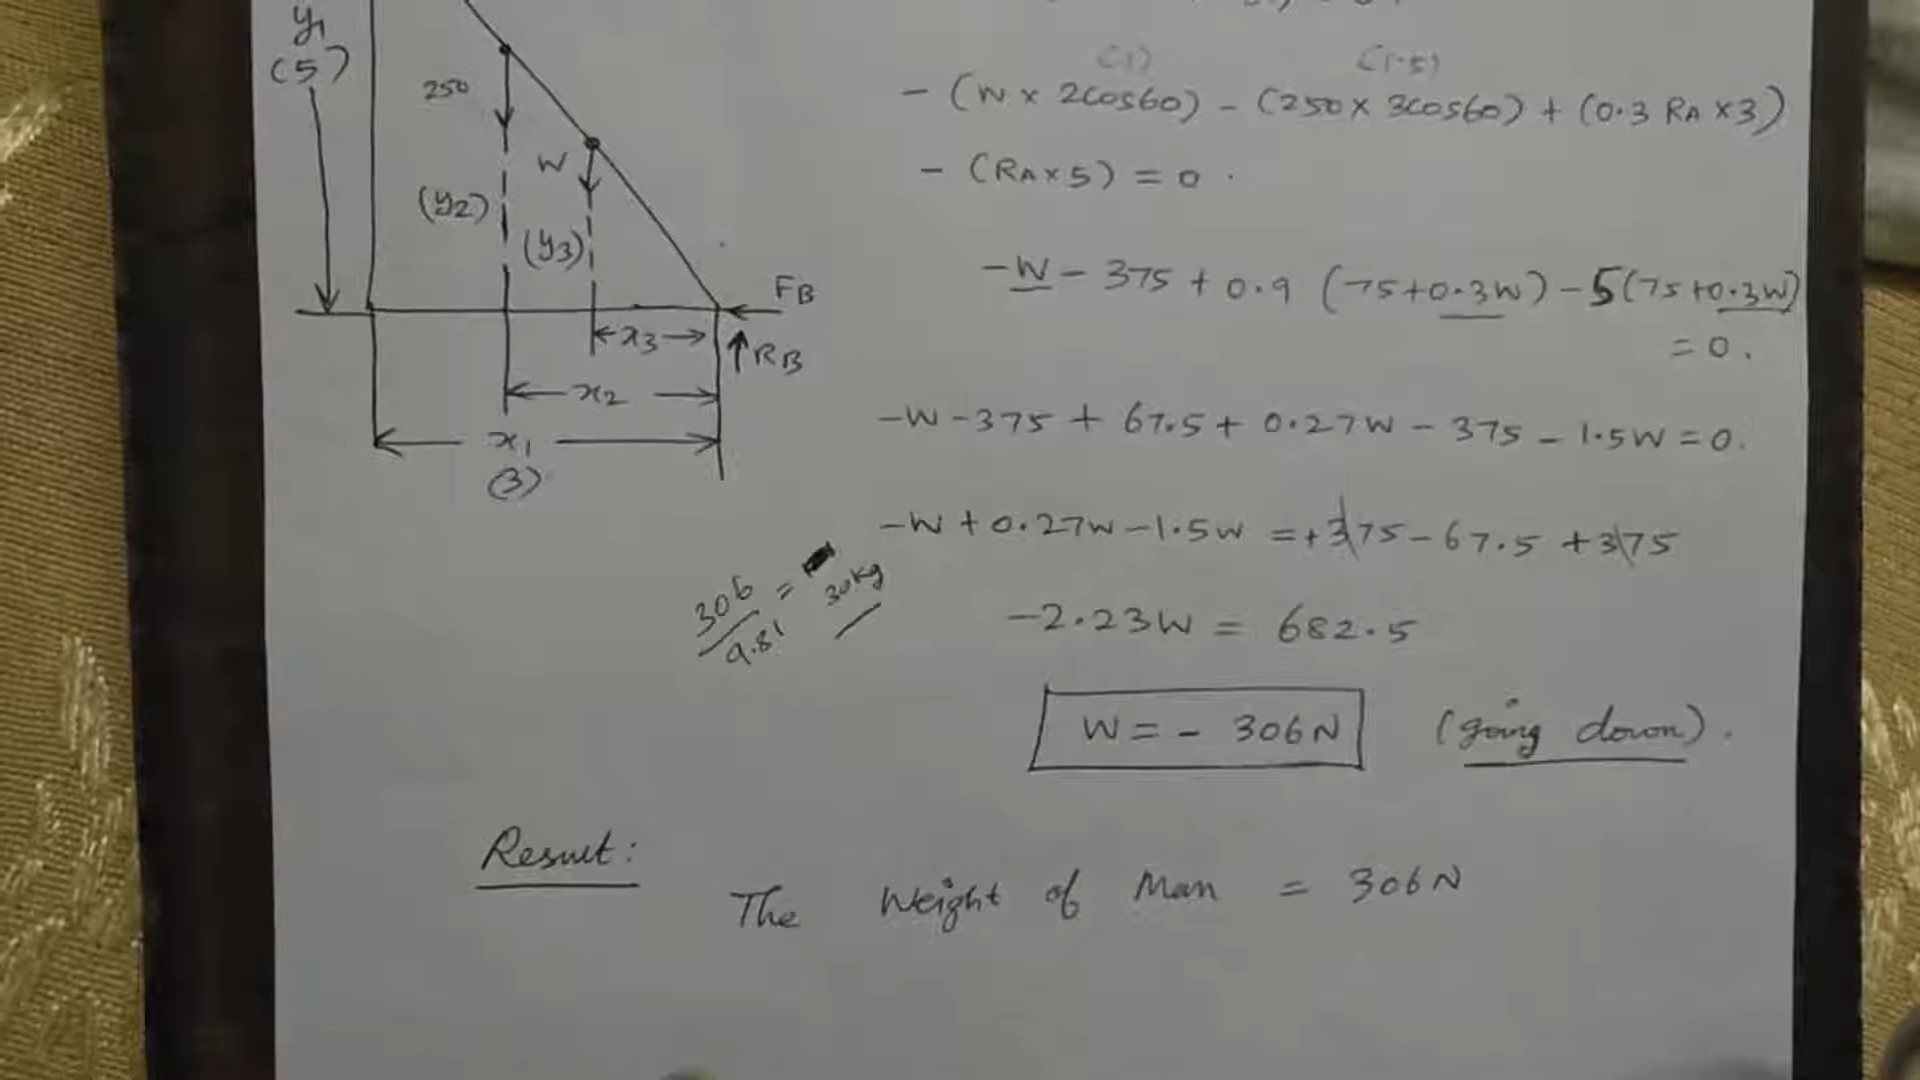 y1
(5)
250
W
(y2)
(y3)
FB
x3
RB
x2
x1
(3)
(1) (1.5)
- (W × 2cos60) - (250 × 3cos60) + (0.3 RA × 3)
- (RA × 5) = 0.
-W - 375 + 0.9 (75+0.3W) - 5(75+0.3W)
= 0.
-W - 375 + 67.5 + 0.27W - 375 - 1.5W = 0.
-W + 0.27W - 1.5W = +375 - 67.5 + 375
306/9.81 = 30kg
-2.23W = 682.5
W = - 306N (going down).
Result:
The Weight of Man = 306N